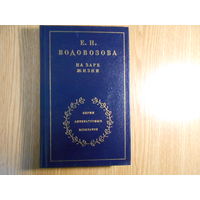 Е. Н.
ВОДОВОЗОВА
НА ЗАРЕ
ЖИЗНИ
СЕРИЯ
ЛИТЕРАТУРНЫХ
МЕМУАРОВ